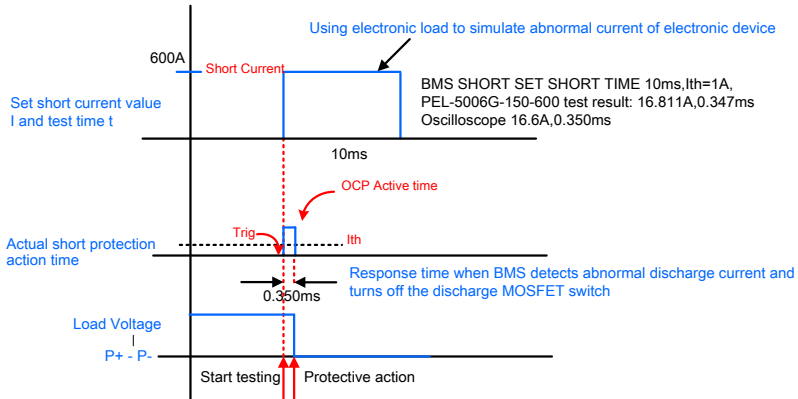 Using electronic load to simulate abnormal current of electronic device
600A
Short Current
BMS SHORT SET SHORT TIME 10ms,Ith=1A,
PEL-5006G-150-600 test result: 16.811A,0.347ms
Oscilloscope 16.6A,0.350ms
Set short current value
I and test time t
10ms
OCP Active time
Trig
Ith
Actual short protection
action time
Response time when BMS detects abnormal discharge current and
turns off the discharge MOSFET switch
0.350ms
Load Voltage
|
P+ - P-
Start testing
Protective action